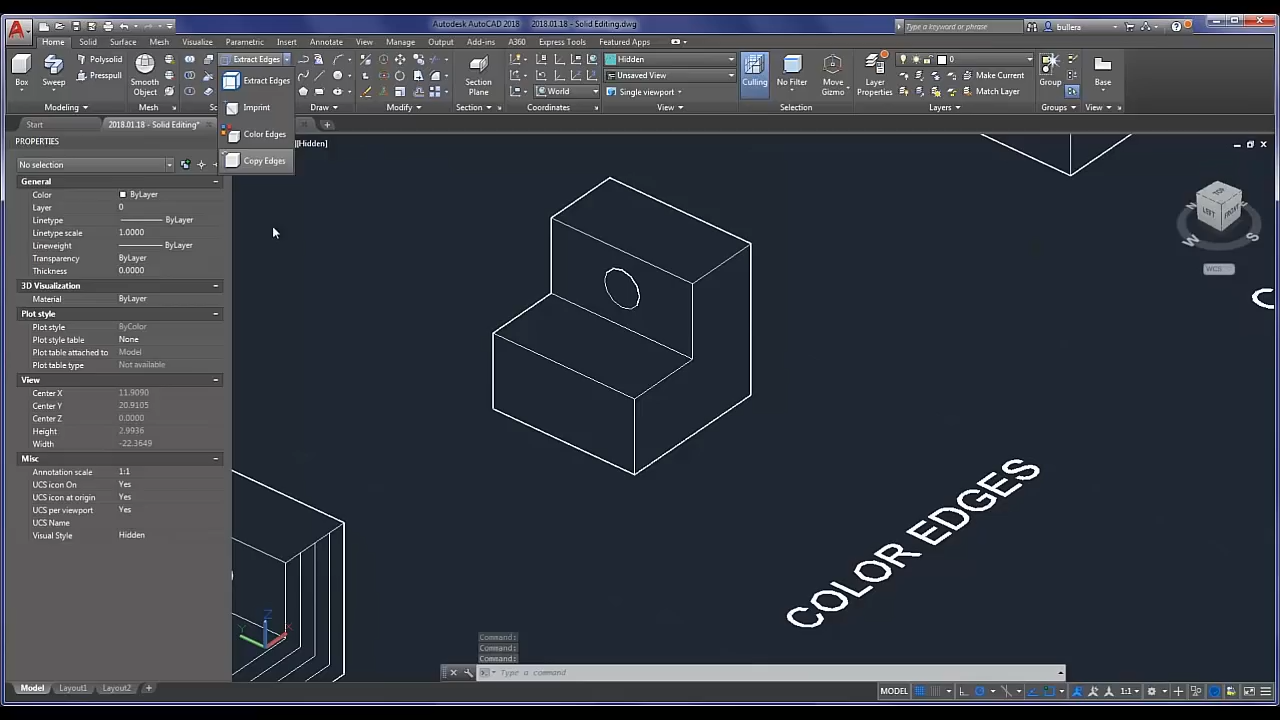 Autodesk AutoCAD 2018 2018.01.18 - Solid Editing.dwg
Type a keyword or phrase
bullera
Home Solid Surface Mesh Visualize Parametric Insert Annotate View Manage Output Add-ins A360 Express Tools Featured Apps
Box
Sweep
Polysolid
Presspull
Smooth
Object
Extract Edges
Extract Edges
Imprint
Color Edges
Copy Edges
Section
Plane
World
Hidden
Unsaved View
Single viewport
Culling
No Filter
Move
Gizmo
Layer
Properties
0
Make Current
Match Layer
Group
Base
Modeling Mesh Draw Modify Section Coordinates View Selection Layers Groups View
Start
2018.01.18 - Solid Editing*
PROPERTIES
No selection
General
Color ByLayer
Layer 0
Linetype ByLayer
Linetype scale 1.0000
Lineweight ByLayer
Transparency ByLayer
Thickness 0.0000
3D Visualization
Material ByLayer
Plot style
Plot style ByColor
Plot style table None
Plot table attached to Model
Plot table type Not available
View
Center X 11.9090
Center Y 20.9105
Center Z 0.0000
Height 2.9936
Width -22.3649
Misc
Annotation scale 1:1
UCS icon On Yes
UCS icon at origin Yes
UCS per viewport Yes
UCS Name
Visual Style Hidden
][Hidden]
TOP
LEFT
FRONT
W
S
WCS
COLOR EDGES
Z
Y
X
Command:
Command:
Command:
Type a command
Model Layout1 Layout2
MODEL
1:1